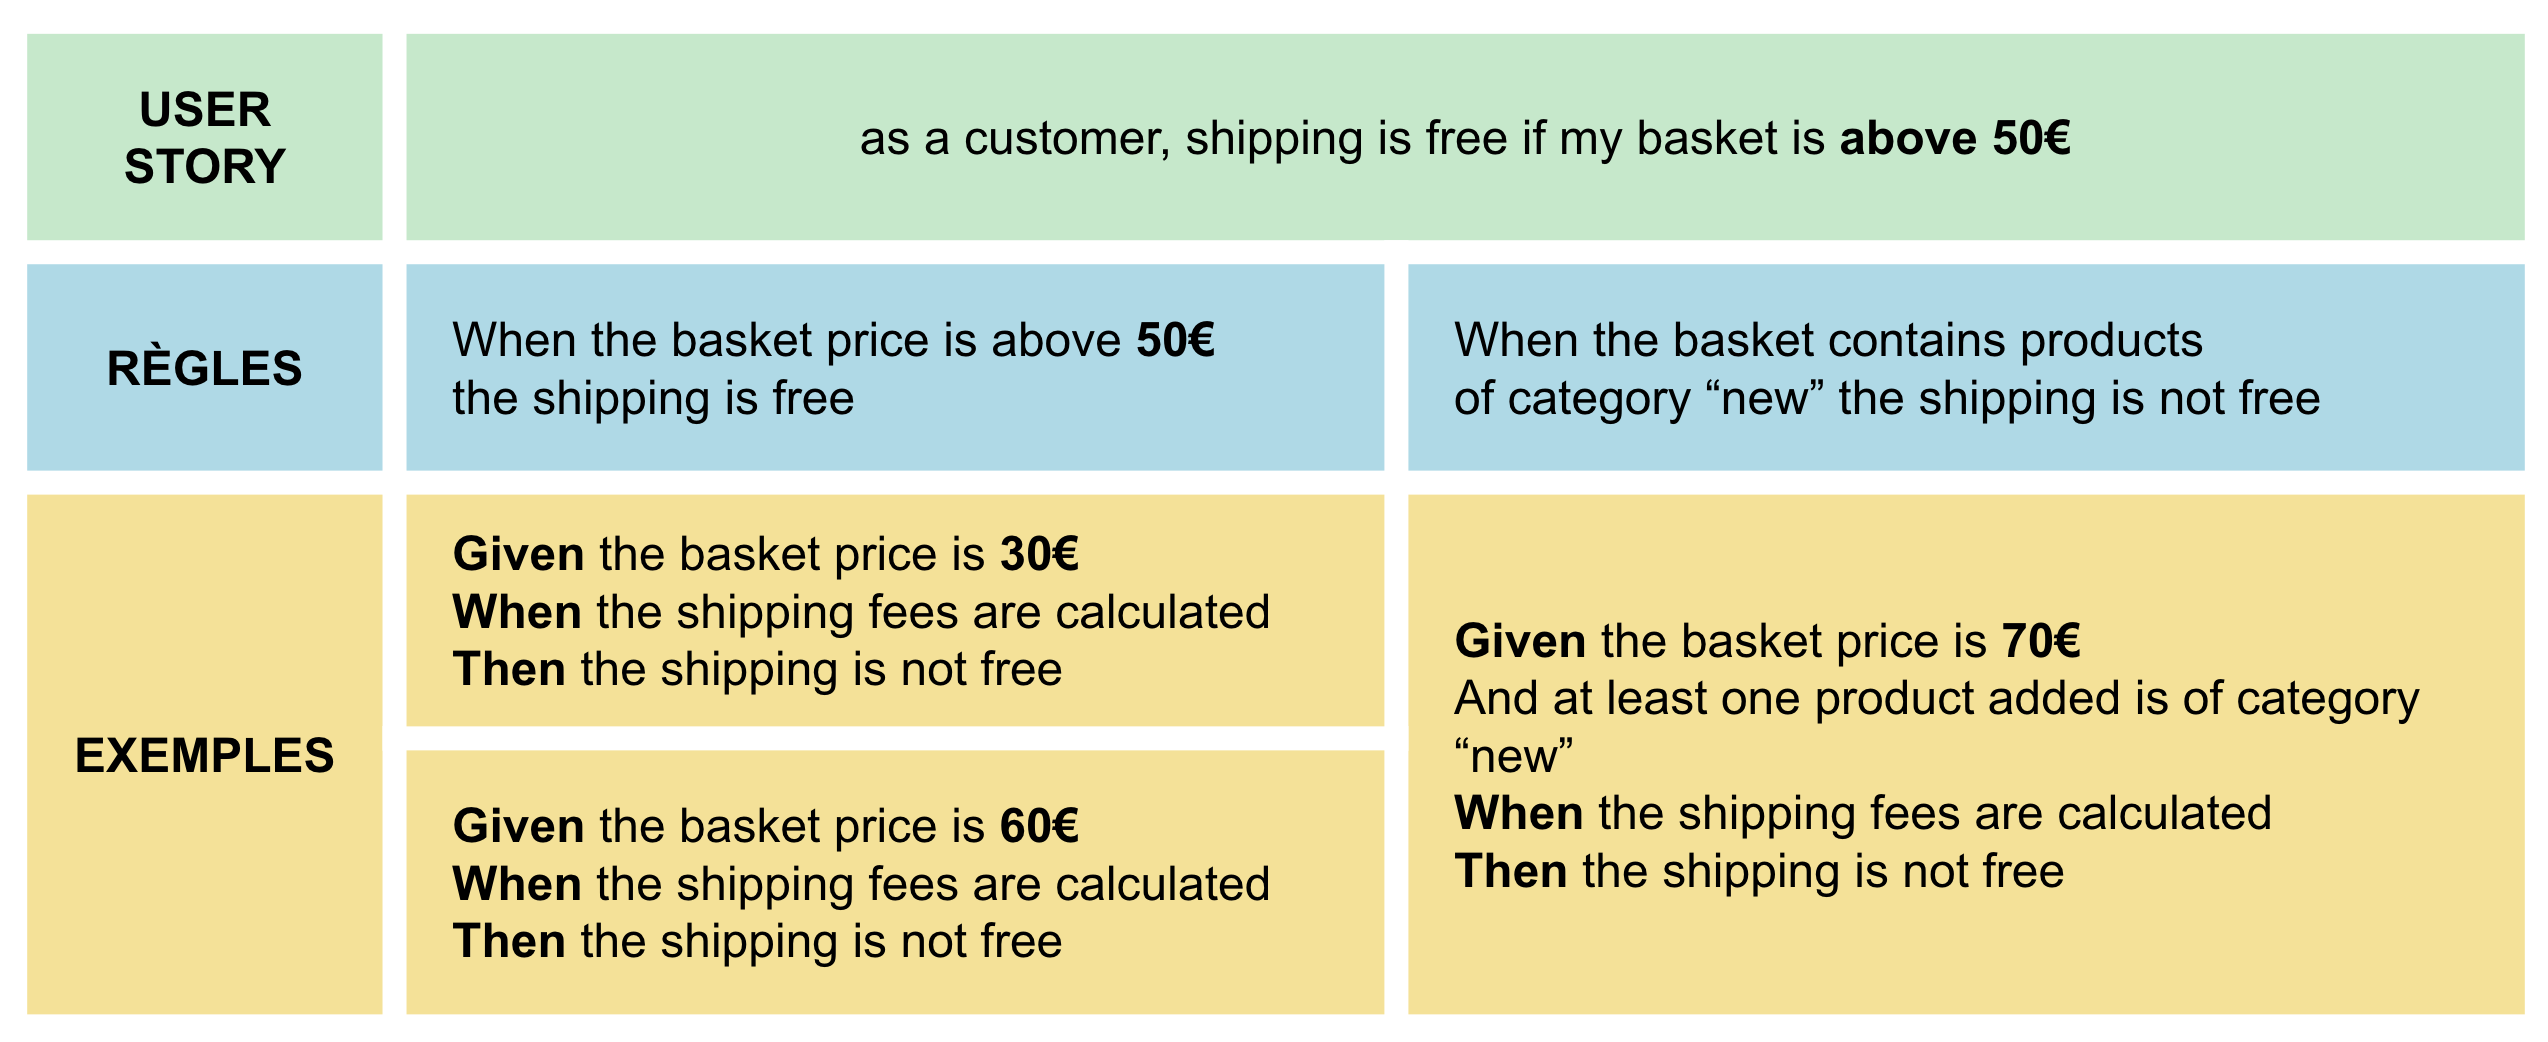 USER
STORY
as a customer, shipping is free if my basket is above 50€
RÈGLES
When the basket price is above 50€
the shipping is free
When the basket contains products
of category “new” the shipping is not free
EXEMPLES
Given the basket price is 30€
When the shipping fees are calculated
Then the shipping is not free
Given the basket price is 60€
When the shipping fees are calculated
Then the shipping is not free
Given the basket price is 70€
And at least one product added is of category
“new”
When the shipping fees are calculated
Then the shipping is not free